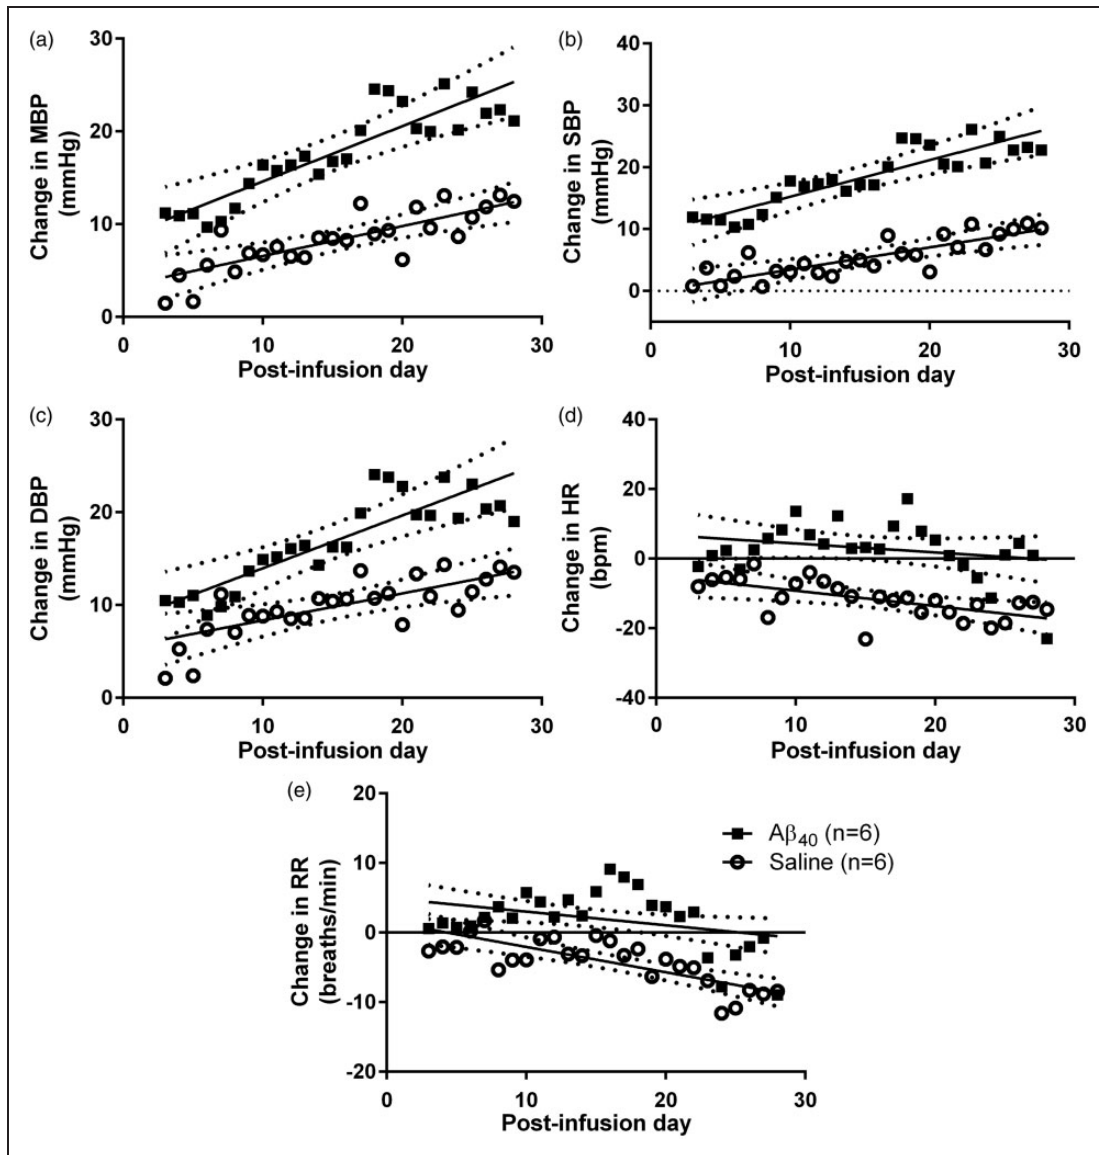 (a)
30
20
10
0
Change in MBP
(mmHg)
0 10 20 30
Post-infusion day
(b)
40
30
20
10
0
Change in SBP
(mmHg)
0 10 20 30
Post-infusion day
(c)
30
20
10
0
Change in DBP
(mmHg)
0 10 20 30
Post-infusion day
(d)
40
20
0
-20
-40
Change in HR
(bpm)
0 10 20 30
Post-infusion day
(e)
20
10
0
-10
-20
Change in RR
(breaths/min)
0 10 20 30
Post-infusion day
Aβ₄₀ (n=6)
Saline (n=6)